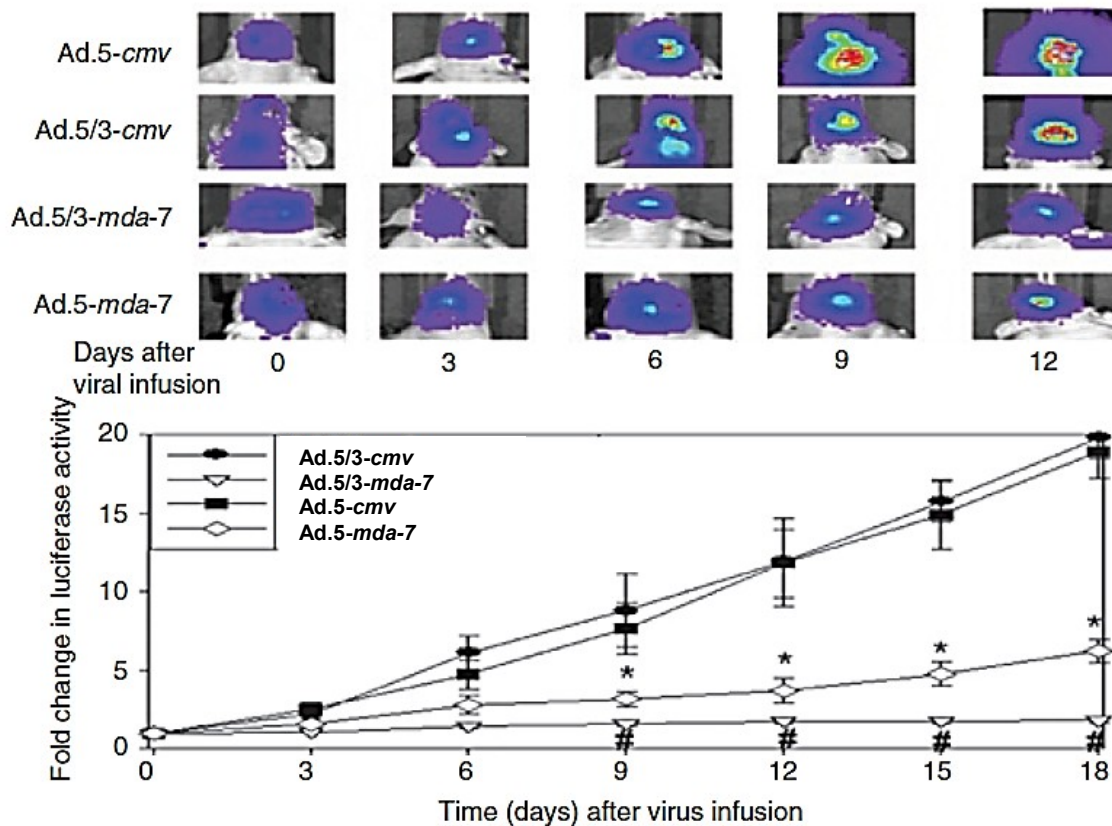 Ad.5-cmv
Ad.5/3-cmv
Ad.5/3-mda-7
Ad.5-mda-7
Days after
viral infusion
0 3 6 9 12
Fold change in luciferase activity
20
15
10
5
0
Ad.5/3-cmv
Ad.5/3-mda-7
Ad.5-cmv
Ad.5-mda-7
* * * *
# # # #
0 3 6 9 12 15 18
Time (days) after virus infusion